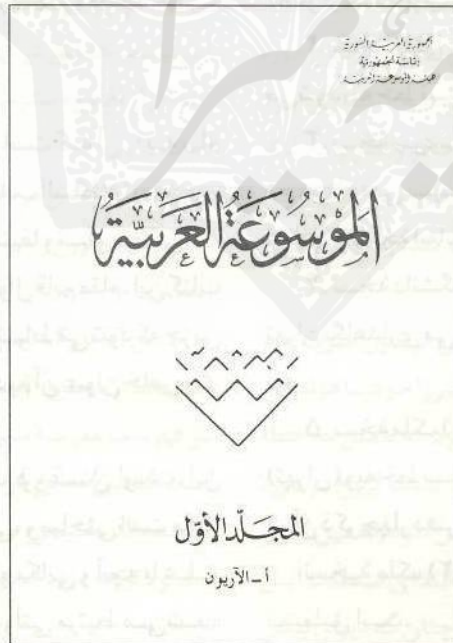 الجمهورية العربية السورية
رئاسة الجمهورية
هيئة الموسوعة العربية
الموسوعة العربية
المجلد الأول
أ - الآريون